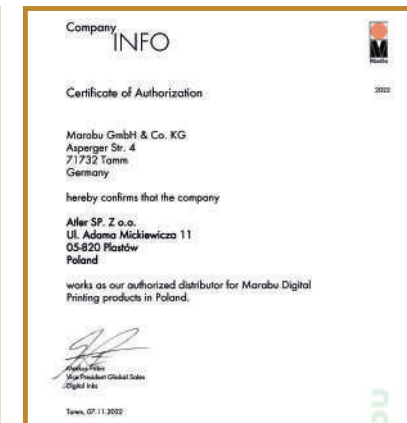 Company
INFO
Marabu
Certificate of Authorization
2022
Marabu GmbH & Co. KG
Asperger Str. 4
71732 Tamm
Germany
hereby confirms that the company
Atler SP. Z o.o.
Ul. Adama Mickiewicza 11
05-820 Plastów
Poland
works as our authorized distributor for Marabu Digital
Printing products in Poland.
Vice President Global Sales
Digital Inks
07.11.2022